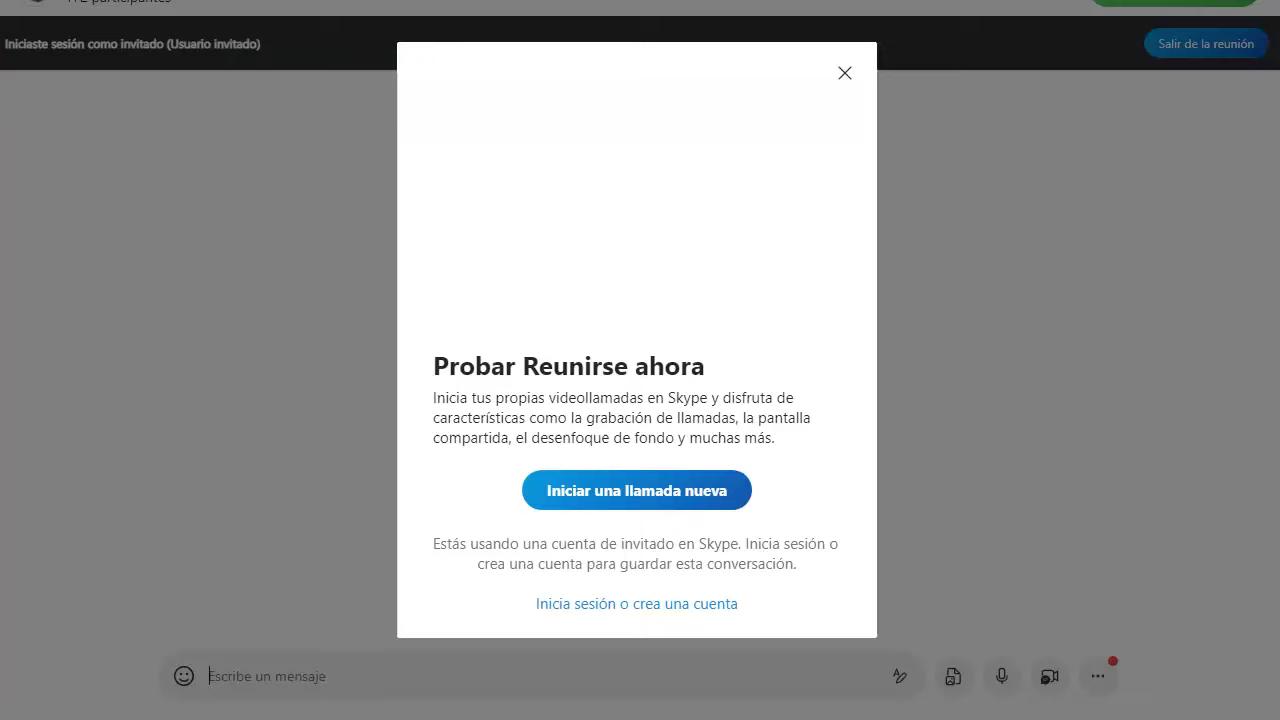 participantes
Iniciaste sesión como invitado (Usuario invitado)
Salir de la reunión
Probar Reunirse ahora
Inicia tus propias videollamadas en Skype y disfruta de
características como la grabación de llamadas, la pantalla
compartida, el desenfoque de fondo y muchas más.
Iniciar una llamada nueva
Estás usando una cuenta de invitado en Skype. Inicia sesión o
crea una cuenta para guardar esta conversación.
Inicia sesión o crea una cuenta
Escribe un mensaje